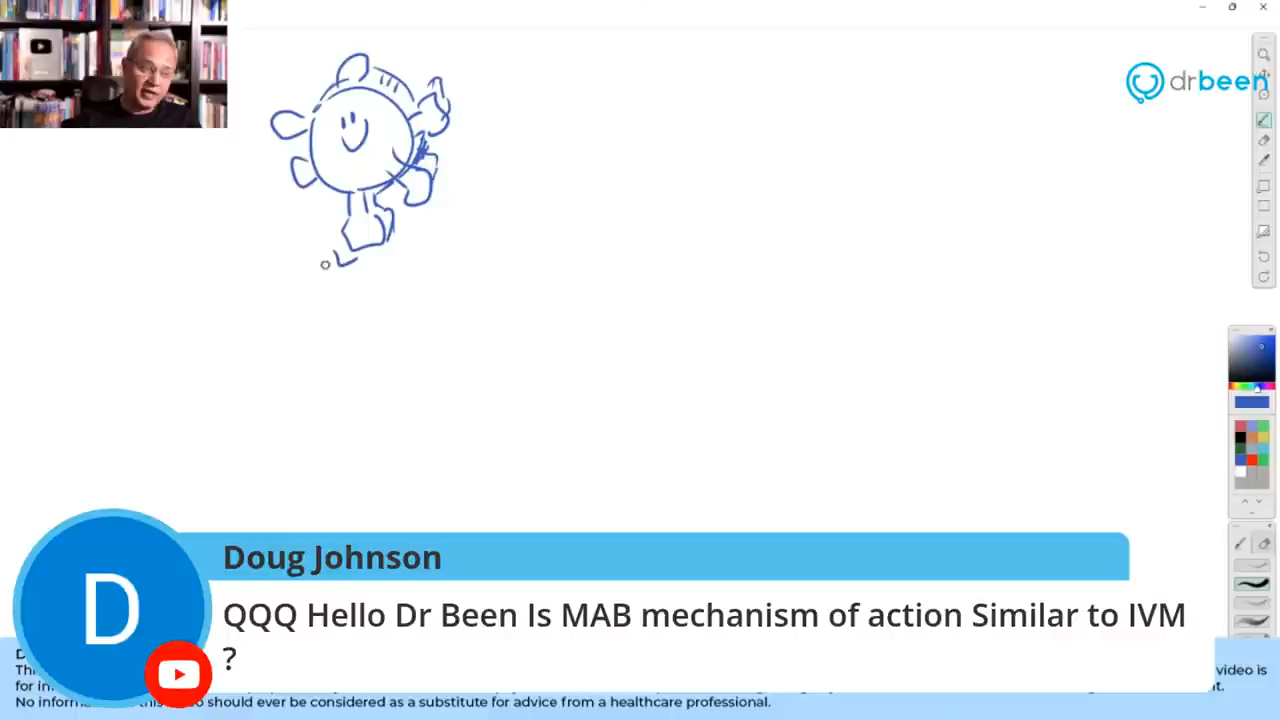 drbeen
Doug Johnson
QQQ Hello Dr Been Is MAB mechanism of action Similar to IVM
?
D
video is
for in
No inform should ever be considered as a substitute for advice from a healthcare professional.